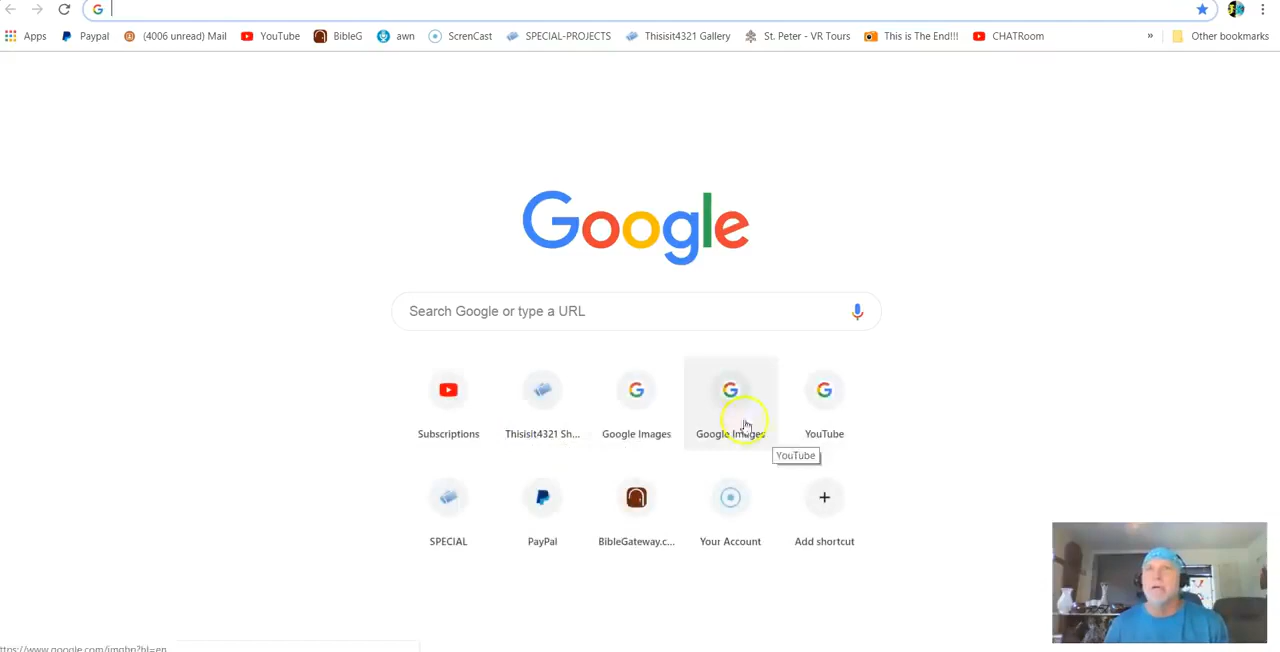 Apps Paypal (4006 unread) Mail YouTube BibleG awn ScrenCast SPECIAL-PROJECTS Thisisit4321 Gallery St. Peter - VR Tours This is The End!!! CHATRoom » Other bookmarks
Google
Search Google or type a URL
Subscriptions Thisisit4321 Sh... Google Images Google Images YouTube
YouTube
SPECIAL PayPal BibleGateway.c... Your Account Add shortcut
ttps://www.google.com/imghp?hl=en